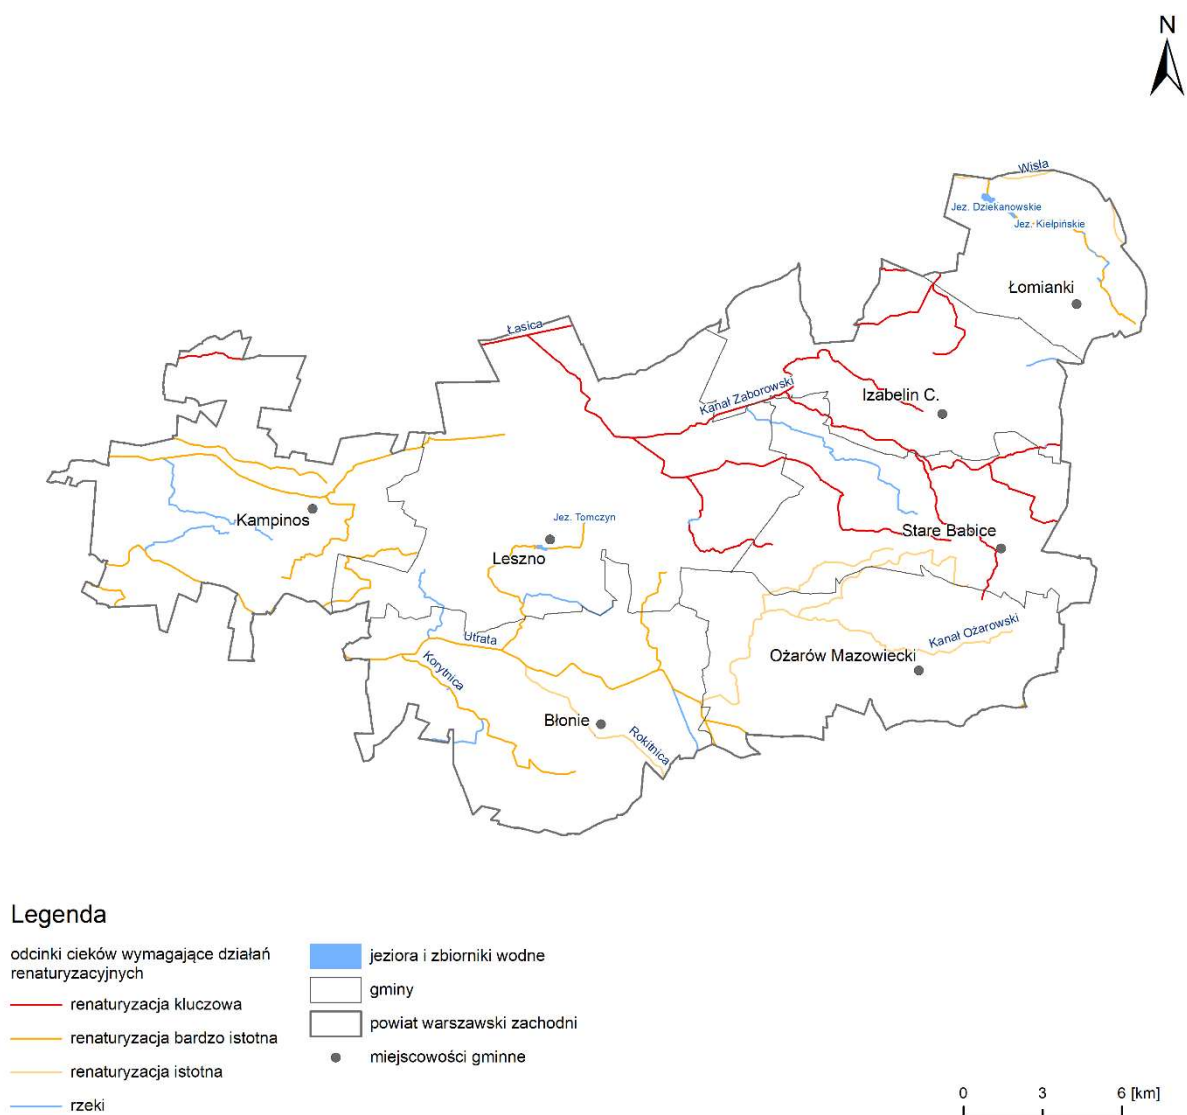 N
Wisła
Jez. Dziekanowskie
Jez. Kiełpińskie
Łomianki
Łasica
Izabelin C.
Kanał Zaborowski
Kampinos
Jez. Tomczyn
Leszno
Stare Babice
Utrata
Kanał Ożarowski
Korytnica
Ożarów Mazowiecki
Błonie
Rokitnica
Legenda
odcinki cieków wymagające działań
renaturyzacyjnych
renaturyzacja kluczowa
renaturyzacja bardzo istotna
renaturyzacja istotna
rzeki
jeziora i zbiorniki wodne
gminy
powiat warszawski zachodni
miejscowości gminne
0 3 6 [km]